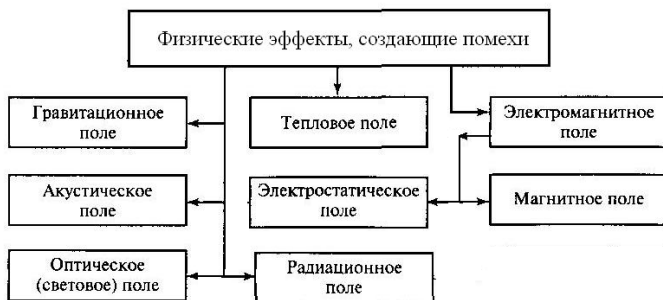 Физические эффекты, создающие помехи
Гравитационное
поле
Тепловое поле
Электромагнитное
поле
Акустическое
поле
Электростатическое
поле
Магнитное поле
Оптическое
(световое) поле
Радиационное
поле